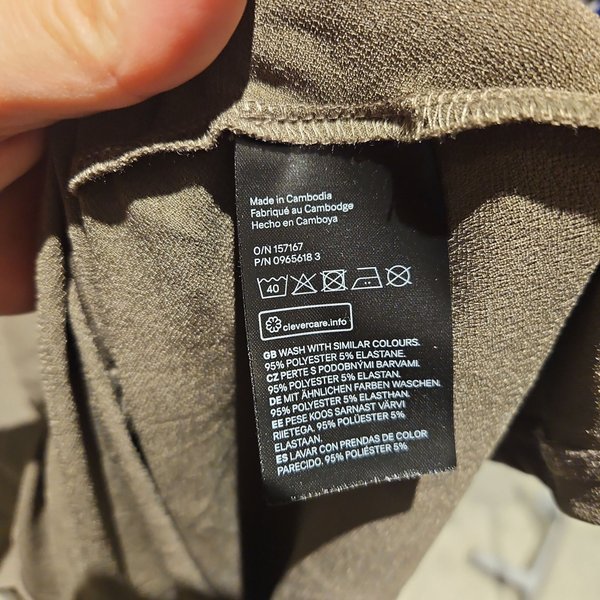 Made in Cambodia
Fabriqué au Cambodge
Hecho en Camboya
O/N 157167
P/N 0965618 3
40
clevercare.info
GB WASH WITH SIMILAR COLOURS.
95% POLYESTER 5% ELASTANE.
CZ PERTE S PODOBNÝMI BARVAMI.
95% POLYESTER 5% ELASTAN.
DE MIT ÄHNLICHEN FARBEN WASCHEN.
95% POLYESTER 5% ELASTHAN.
EE PESE KOOS SARNAST VÄRVI
RIIETEGA. 95% POLÜESTER 5%
ELASTAAN.
ES LAVAR CON PRENDAS DE COLOR
PARECIDO. 95% POLIÉSTER 5%